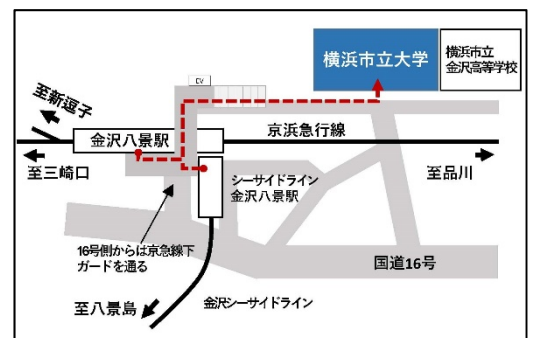 EV
横浜市立大学
横浜市立
金沢高等学校
至新逗子
金沢八景駅
京浜急行線
至三崎口
シーサイドライン
金沢八景駅
至品川
16号側からは京急線下
ガードを通る
国道16号
至八景島
金沢シーサイドライン